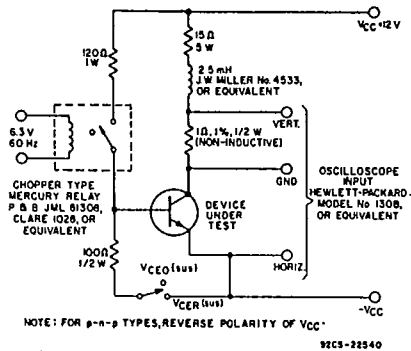 VCC=+12V
15Ω
5 W
120Ω
1W
2.5 mH
J.W. MILLER No. 4533,
OR EQUIVALENT
VERT.
6.3 V
60 Hz
1Ω, 1%, 1/2 W
(NON-INDUCTIVE)
GND
OSCILLOSCOPE
INPUT
HEWLETT-PACKARD-
MODEL No 130B,
OR EQUIVALENT
CHOPPER TYPE
MERCURY RELAY
P & B JML 61308,
CLARE 1028, OR
EQUIVALENT
DEVICE
UNDER
TEST
100Ω
1/2 W
VCEO(sus)
HORIZ.
VCER(sus)
-VCC
NOTE: FOR p-n-p TYPES, REVERSE POLARITY OF VCC.
92CS-22540